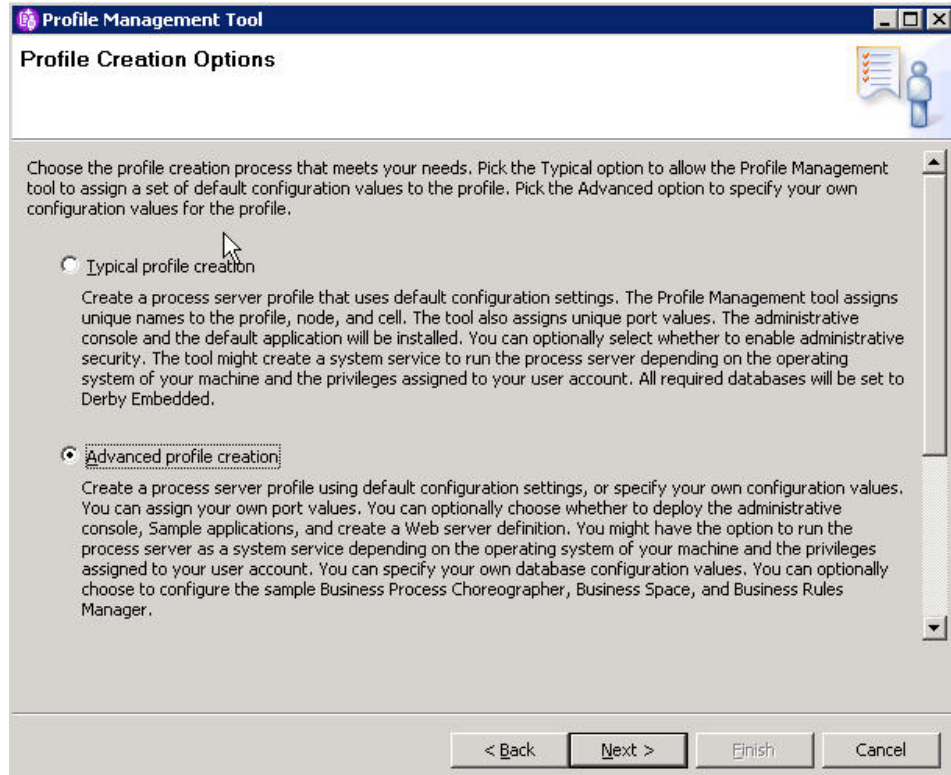 Profile Management Tool
Profile Creation Options
Choose the profile creation process that meets your needs. Pick the Typical option to allow the Profile Management
tool to assign a set of default configuration values to the profile. Pick the Advanced option to specify your own
configuration values for the profile.
Typical profile creation
Create a process server profile that uses default configuration settings. The Profile Management tool assigns
unique names to the profile, node, and cell. The tool also assigns unique port values. The administrative
console and the default application will be installed. You can optionally select whether to enable administrative
security. The tool might create a system service to run the process server depending on the operating
system of your machine and the privileges assigned to your user account. All required databases will be set to
Derby Embedded.
Advanced profile creation
Create a process server profile using default configuration settings, or specify your own configuration values.
You can assign your own port values. You can optionally choose whether to deploy the administrative
console, Sample applications, and create a Web server definition. You might have the option to run the
process server as a system service depending on the operating system of your machine and the privileges
assigned to your user account. You can specify your own database configuration values. You can optionally
choose to configure the sample Business Process Choreographer, Business Space, and Business Rules
Manager.
< Back Next > Finish Cancel